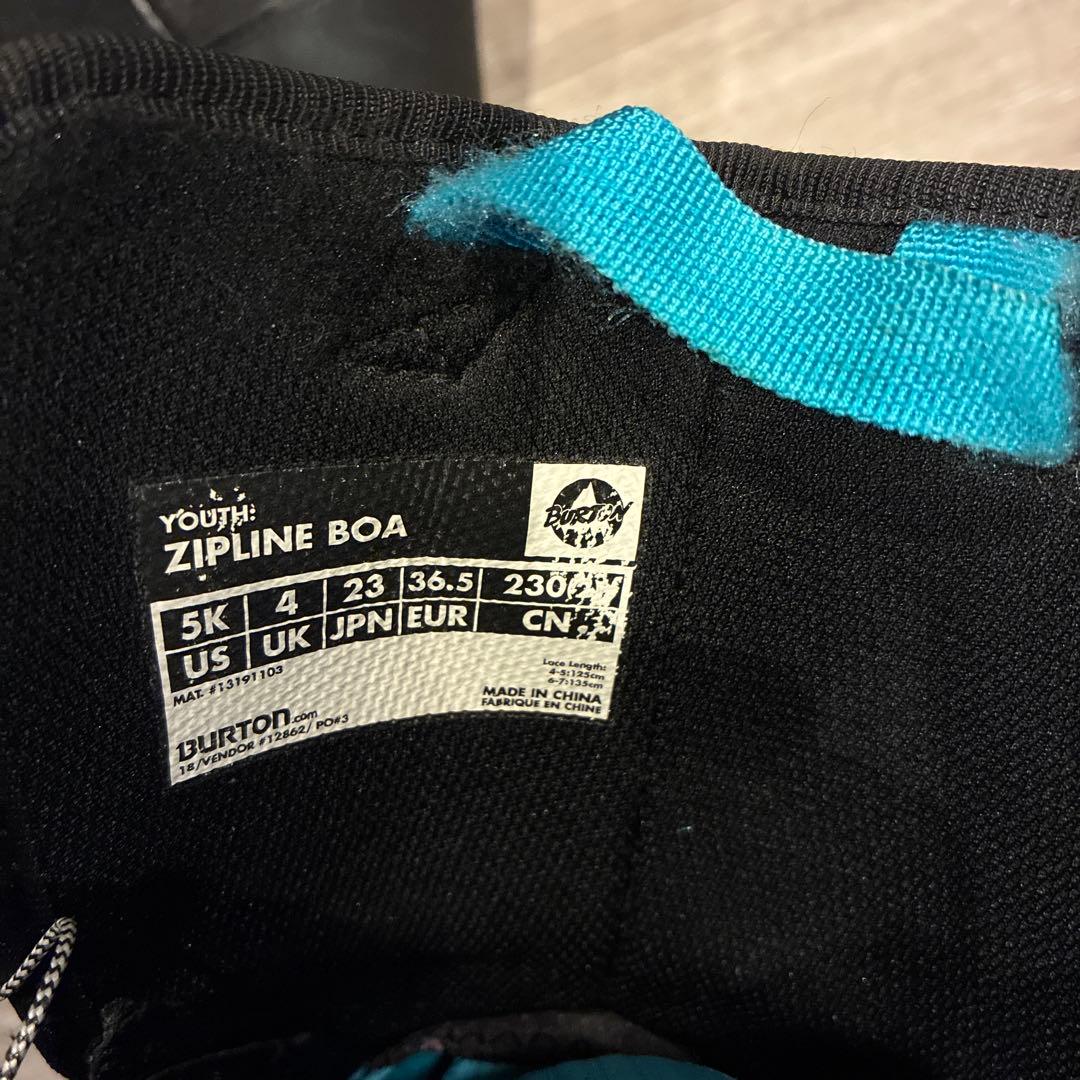 YOUTH:
ZIPLINE BOA
BURTON
5K 4 23 36.5 230
US UK JPN EUR CN
MAT. #13191103
Lace Length:
4-5:125cm
6-7:135cm
MADE IN CHINA
FABRIQUE EN CHINE
BURTON.com
18/VENDOR #12862/ PO#3